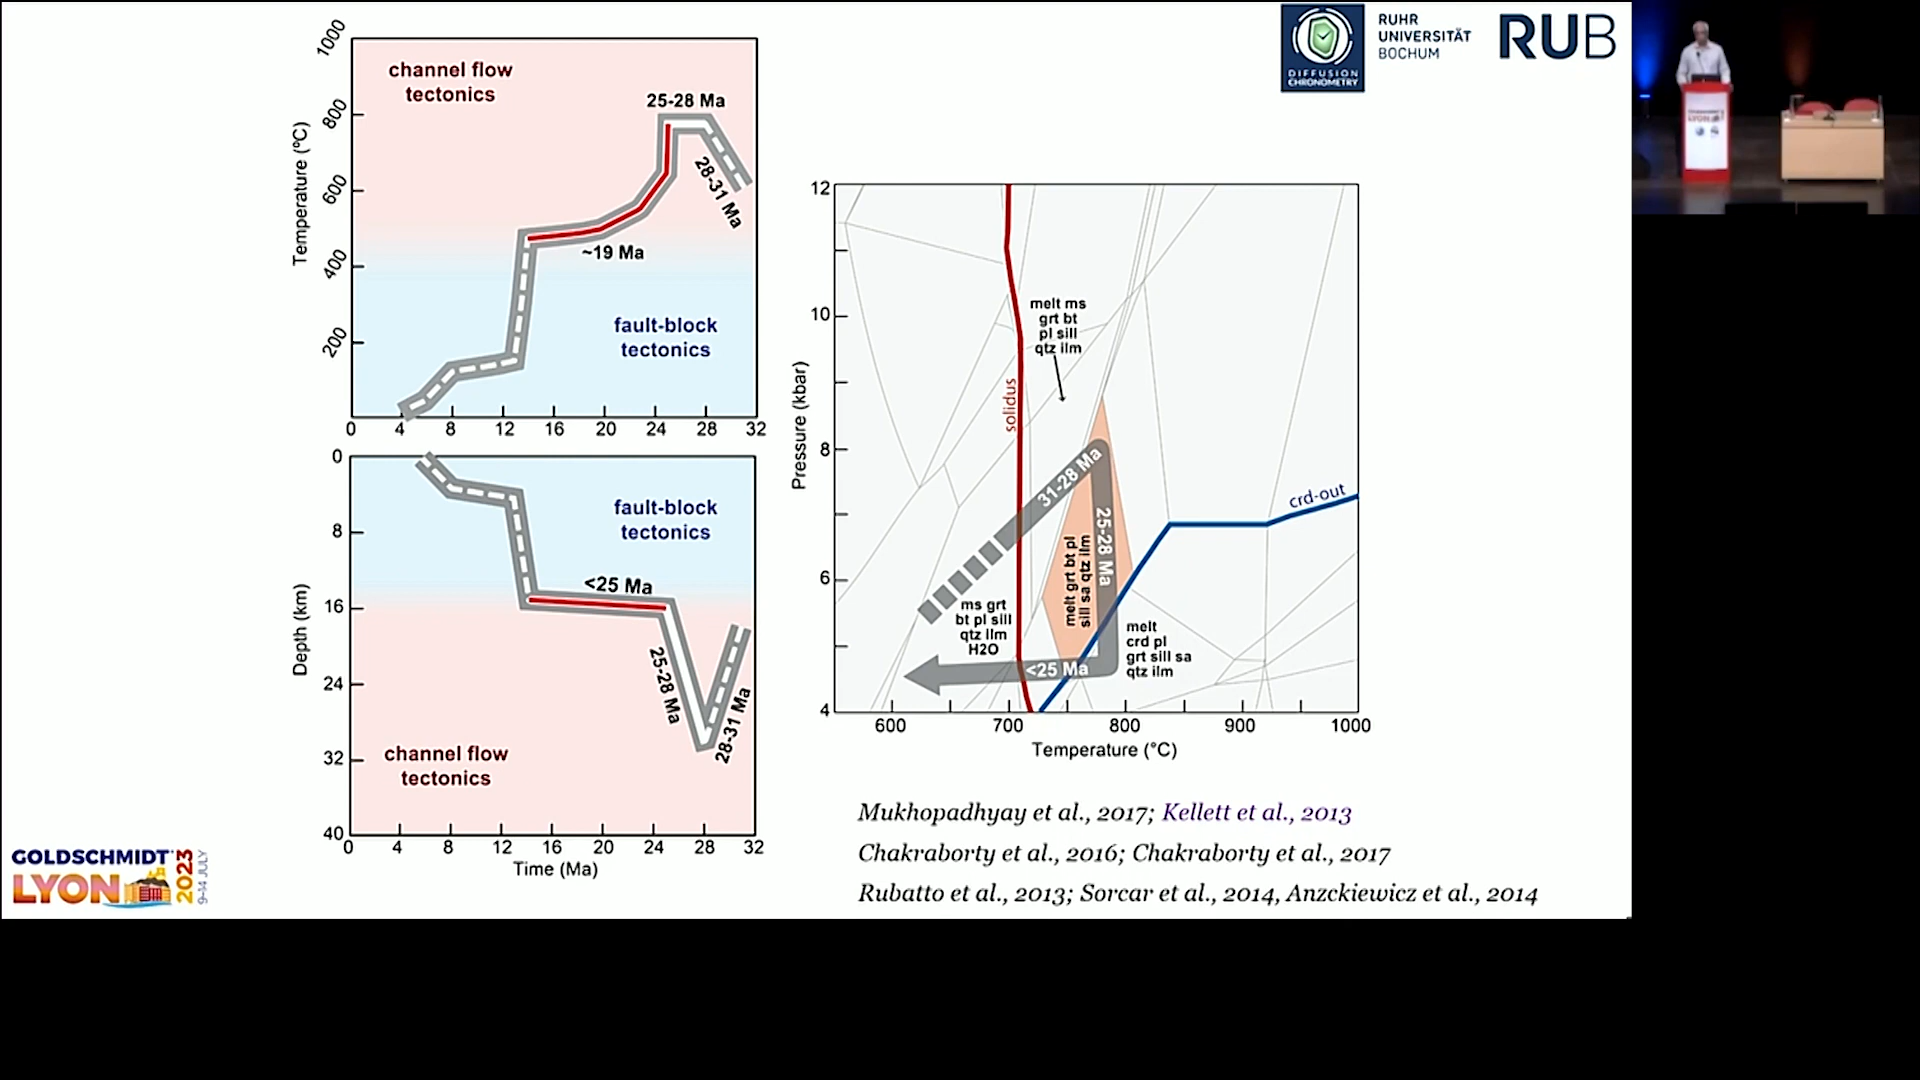 RUHR
UNIVERSITÄT
BOCHUM
RUB
DIFFUSION
CHRONOMETRY
1000
800
600
400
200
Temperature (ºC)
channel flow
tectonics
25-28 Ma
28-31 Ma
~19 Ma
fault-block
tectonics
0 4 8 12 16 20 24 28 32
0
8
16
24
32
40
Depth (km)
fault-block
tectonics
<25 Ma
25-28 Ma
28-31 Ma
channel flow
tectonics
0 4 8 12 16 20 24 28 32
Time (Ma)
12
10
8
6
4
Pressure (kbar)
melt ms
grt bt
pl sill
qtz ilm
solidus
31-28 Ma
25-28 Ma
melt grt bt pl
sill sa qtz ilm
crd-out
ms grt
bt pl sill
qtz ilm
H2O
<25 Ma
melt
crd pl
grt sill sa
qtz ilm
600 700 800 900 1000
Temperature (°C)
Mukhopadhyay et al., 2017; Kellett et al., 2013
Chakraborty et al., 2016; Chakraborty et al., 2017
Rubatto et al., 2013; Sorcar et al., 2014, Anzckiewicz et al., 2014
GOLDSCHMIDT
LYON
2023
9-14 JULY
LYON